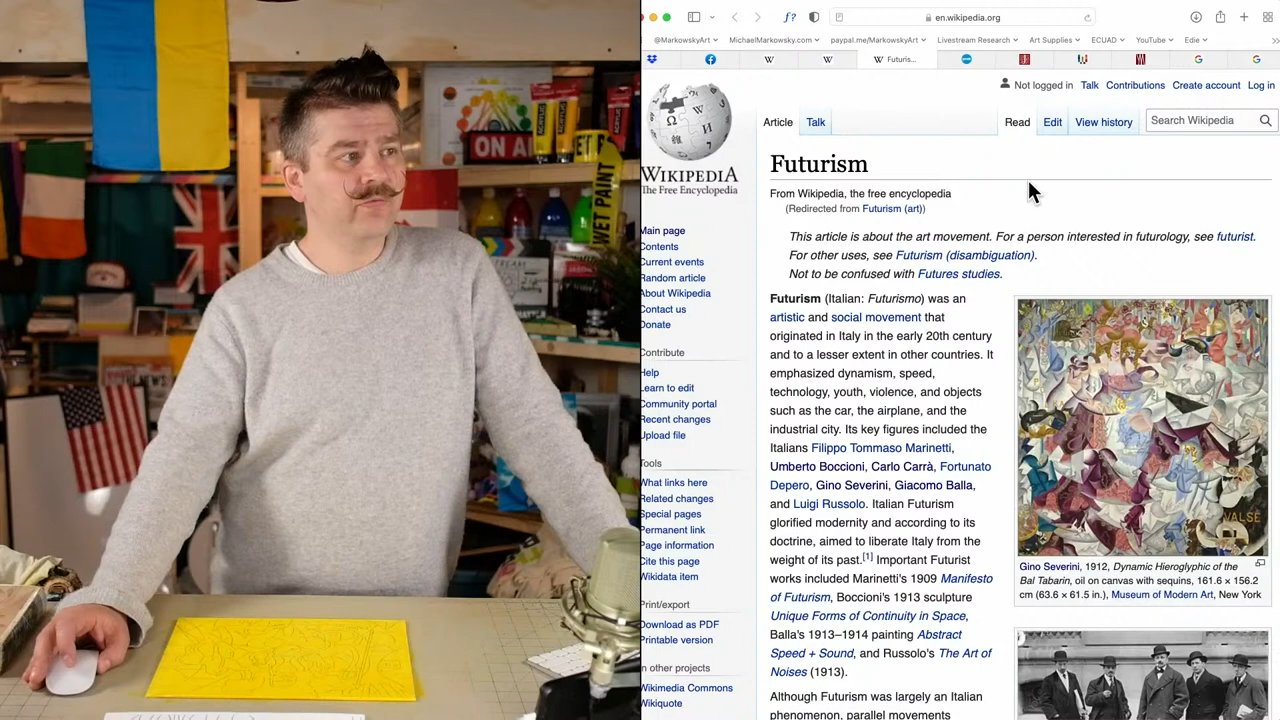 ON AI
WET PAINT
en.wikipedia.org
@MarkowskyArt
MichaelMarkowsky.com
paypal.me/MarkowskyArt
Livestream Research
Art Supplies
ECUAD
YouTube
Edie
Futuris...
Not logged in Talk Contributions Create account Log in
Article Talk Read Edit View history Search Wikipedia
WIKIPEDIA
The Free Encyclopedia
Main page
Contents
Current events
Random article
About Wikipedia
Contact us
Donate
Contribute
Help
Learn to edit
Community portal
Recent changes
Upload file
Tools
What links here
Related changes
Special pages
Permanent link
Page information
Cite this page
Wikidata item
Print/export
Download as PDF
Printable version
n other projects
Wikimedia Commons
Wikiquote
Futurism
From Wikipedia, the free encyclopedia
(Redirected from Futurism (art))
This article is about the art movement. For a person interested in futurology, see futurist.
For other uses, see Futurism (disambiguation).
Not to be confused with Futures studies.
Futurism (Italian: Futurismo) was an
artistic and social movement that
originated in Italy in the early 20th century
and to a lesser extent in other countries. It
emphasized dynamism, speed,
technology, youth, violence, and objects
such as the car, the airplane, and the
industrial city. Its key figures included the
Italians Filippo Tommaso Marinetti,
Umberto Boccioni, Carlo Carrà, Fortunato
Depero, Gino Severini, Giacomo Balla,
and Luigi Russolo. Italian Futurism
glorified modernity and according to its
doctrine, aimed to liberate Italy from the
weight of its past.[1] Important Futurist
works included Marinetti's 1909 Manifesto
of Futurism, Boccioni's 1913 sculpture
Unique Forms of Continuity in Space,
Balla's 1913–1914 painting Abstract
Speed + Sound, and Russolo's The Art of
Noises (1913).
Although Futurism was largely an Italian
phenomenon, parallel movements
VALSE
Gino Severini, 1912, Dynamic Hieroglyphic of the
Bal Tabarin, oil on canvas with sequins, 161.6 × 156.2
cm (63.6 × 61.5 in.), Museum of Modern Art, New York